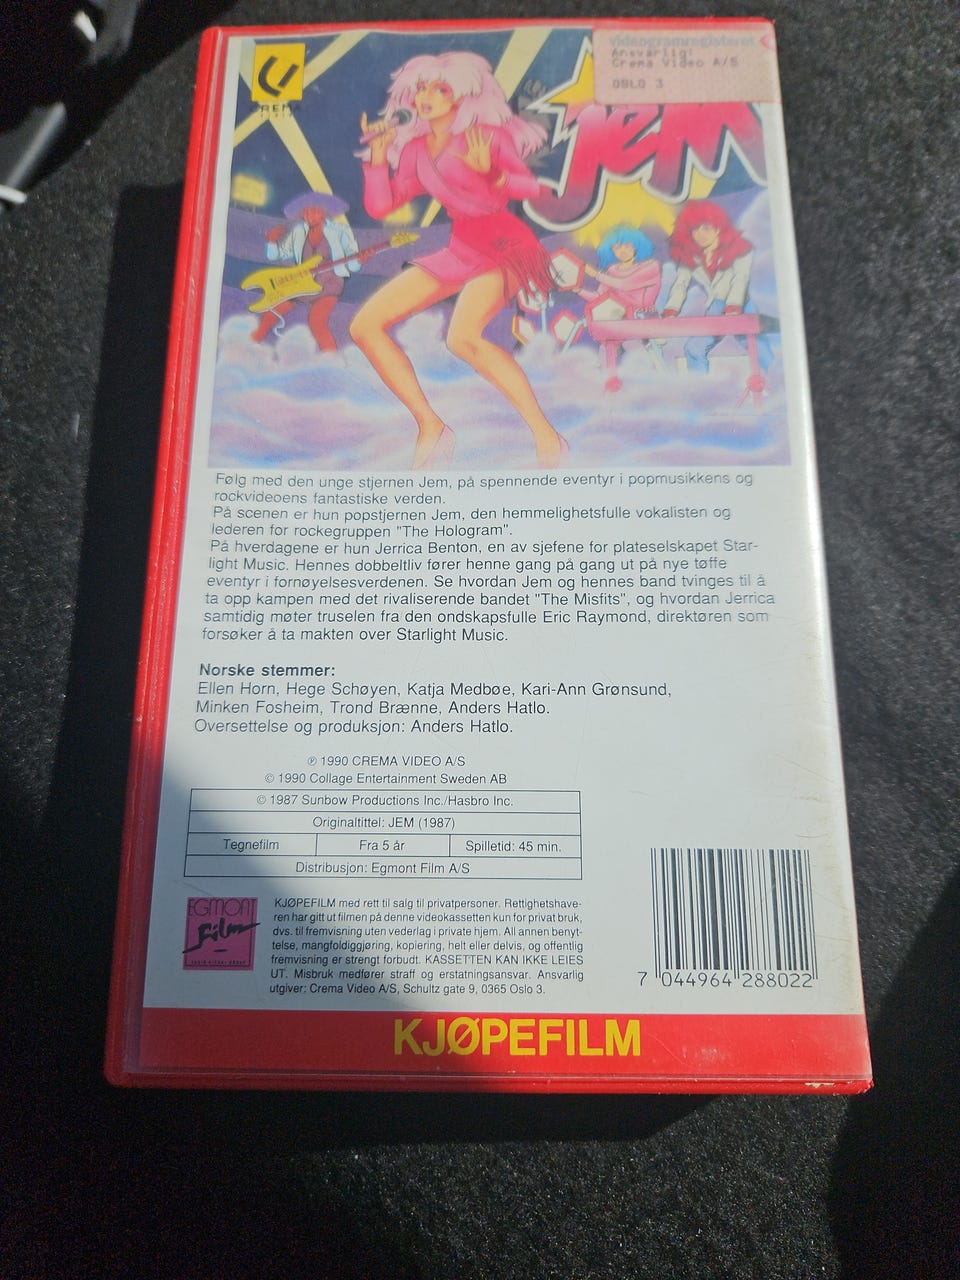 videogramregisteret
Ansvarlig:
Crema Video A/S
OSLO 3
Jem
Følg med den unge stjernen Jem, på spennende eventyr i popmusikkens og
rockvideoens fantastiske verden.
På scenen er hun popstjernen Jem, den hemmelighetsfulle vokalisten og
lederen for rockegruppen "The Hologram".
På hverdagene er hun Jerrica Benton, en av sjefene for plateselskapet Star-
light Music. Hennes dobbeltliv fører henne gang på gang ut på nye tøffe
eventyr i fornøyelsesverdenen. Se hvordan Jem og hennes band tvinges til å
ta opp kampen med det rivaliserende bandet "The Misfits", og hvordan Jerrica
samtidig møter truselen fra den ondskapsfulle Eric Raymond, direktøren som
forsøker å ta makten over Starlight Music.
Norske stemmer:
Ellen Horn, Hege Schøyen, Katja Medbøe, Kari-Ann Grønsund,
Minken Fosheim, Trond Brænne, Anders Hatlo.
Oversettelse og produksjon: Anders Hatlo.
℗ 1990 CREMA VIDEO A/S
© 1990 Collage Entertainment Sweden AB
© 1987 Sunbow Productions Inc./Hasbro Inc.
Originaltittel: JEM (1987)
Tegnefilm Fra 5 år Spilletid: 45 min.
Distribusjon: Egmont Film A/S
EGMONT
Film
KJØPEFILM med rett til salg til privatpersoner. Rettighetshave-
ren har gitt ut filmen på denne videokassetten kun for privat bruk,
dvs. til fremvisning uten vederlag i private hjem. All annen benyt-
telse, mangfoldiggjøring, kopiering, helt eller delvis, og offentlig
fremvisning er strengt forbudt. KASSETTEN KAN IKKE LEIES
UT. Misbruk medfører straff og erstatningsansvar. Ansvarlig
utgiver: Crema Video A/S, Schultz gate 9, 0365 Oslo 3.
7 044964 288022
KJØPEFILM